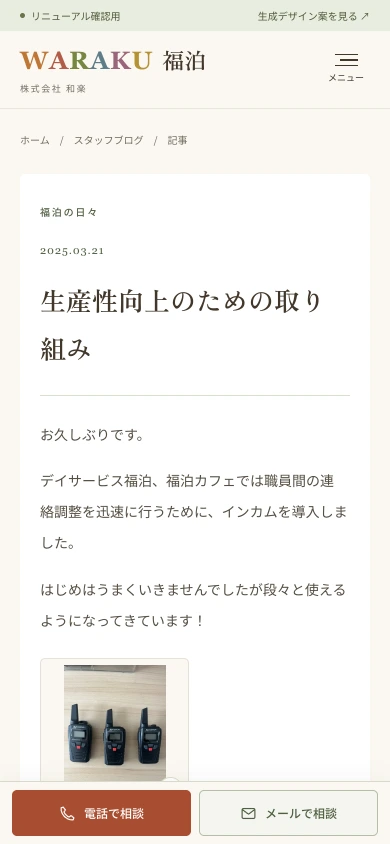 リニューアル確認用
生成デザイン案を見る ↗
WARAKU 福泊
株式会社 和楽
メニュー
ホーム / スタッフブログ / 記事
福泊の日々
2025.03.21
生産性向上のための取り
組み
お久しぶりです。
デイサービス福泊、福泊カフェでは職員間の連
絡調整を迅速に行うために、インカムを導入しま
した。
はじめはうまくいきませんでしたが段々と使える
ようになってきています！
電話で相談
メールで相談